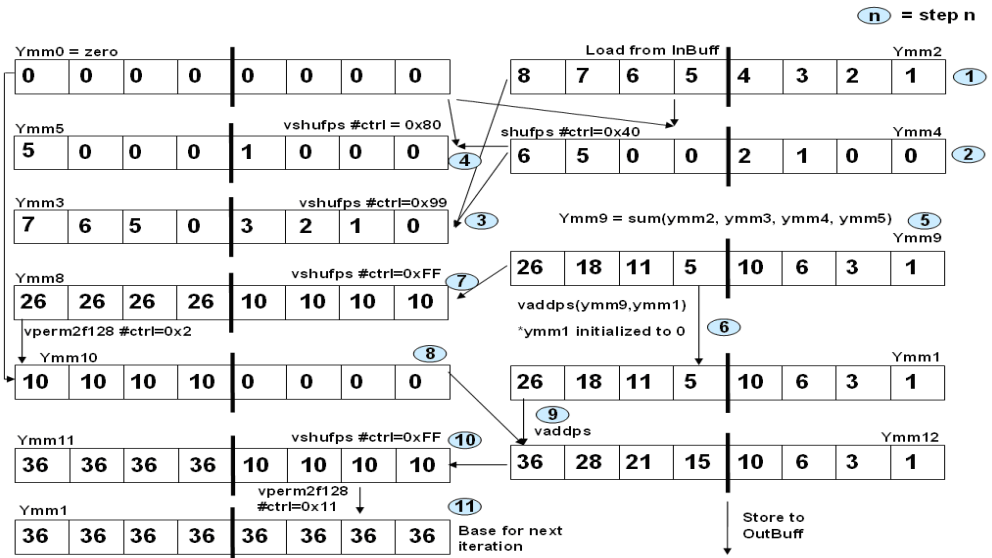 n = step n
Ymm0 = zero
Load from InBuff Ymm2
0 0 0 0 0 0 0 0
8 7 6 5 4 3 2 1
1
Ymm5 vshufps #ctrl = 0x80
shufps #ctrl=0x40 Ymm4
5 0 0 0 1 0 0 0
4
6 5 0 0 2 1 0 0
2
Ymm3 vshufps #ctrl=0x99
7 6 5 0 3 2 1 0
3
Ymm9 = sum(ymm2, ymm3, ymm4, ymm5) 5
Ymm9
26 18 11 5 10 6 3 1
Ymm8 vshufps #ctrl=0xFF
7
26 26 26 26 10 10 10 10
vaddps(ymm9,ymm1)
*ymm1 initialized to 0
6
vperm2f128 #ctrl=0x2
Ymm10
8
10 10 10 10 0 0 0 0
Ymm1
26 18 11 5 10 6 3 1
9
vaddps
Ymm12
Ymm11 vshufps #ctrl=0xFF
10
36 36 36 36 10 10 10 10
36 28 21 15 10 6 3 1
vperm2f128
#ctrl=0x11
11
Ymm1
36 36 36 36 36 36 36 36
Base for next
iteration
Store to
OutBuff